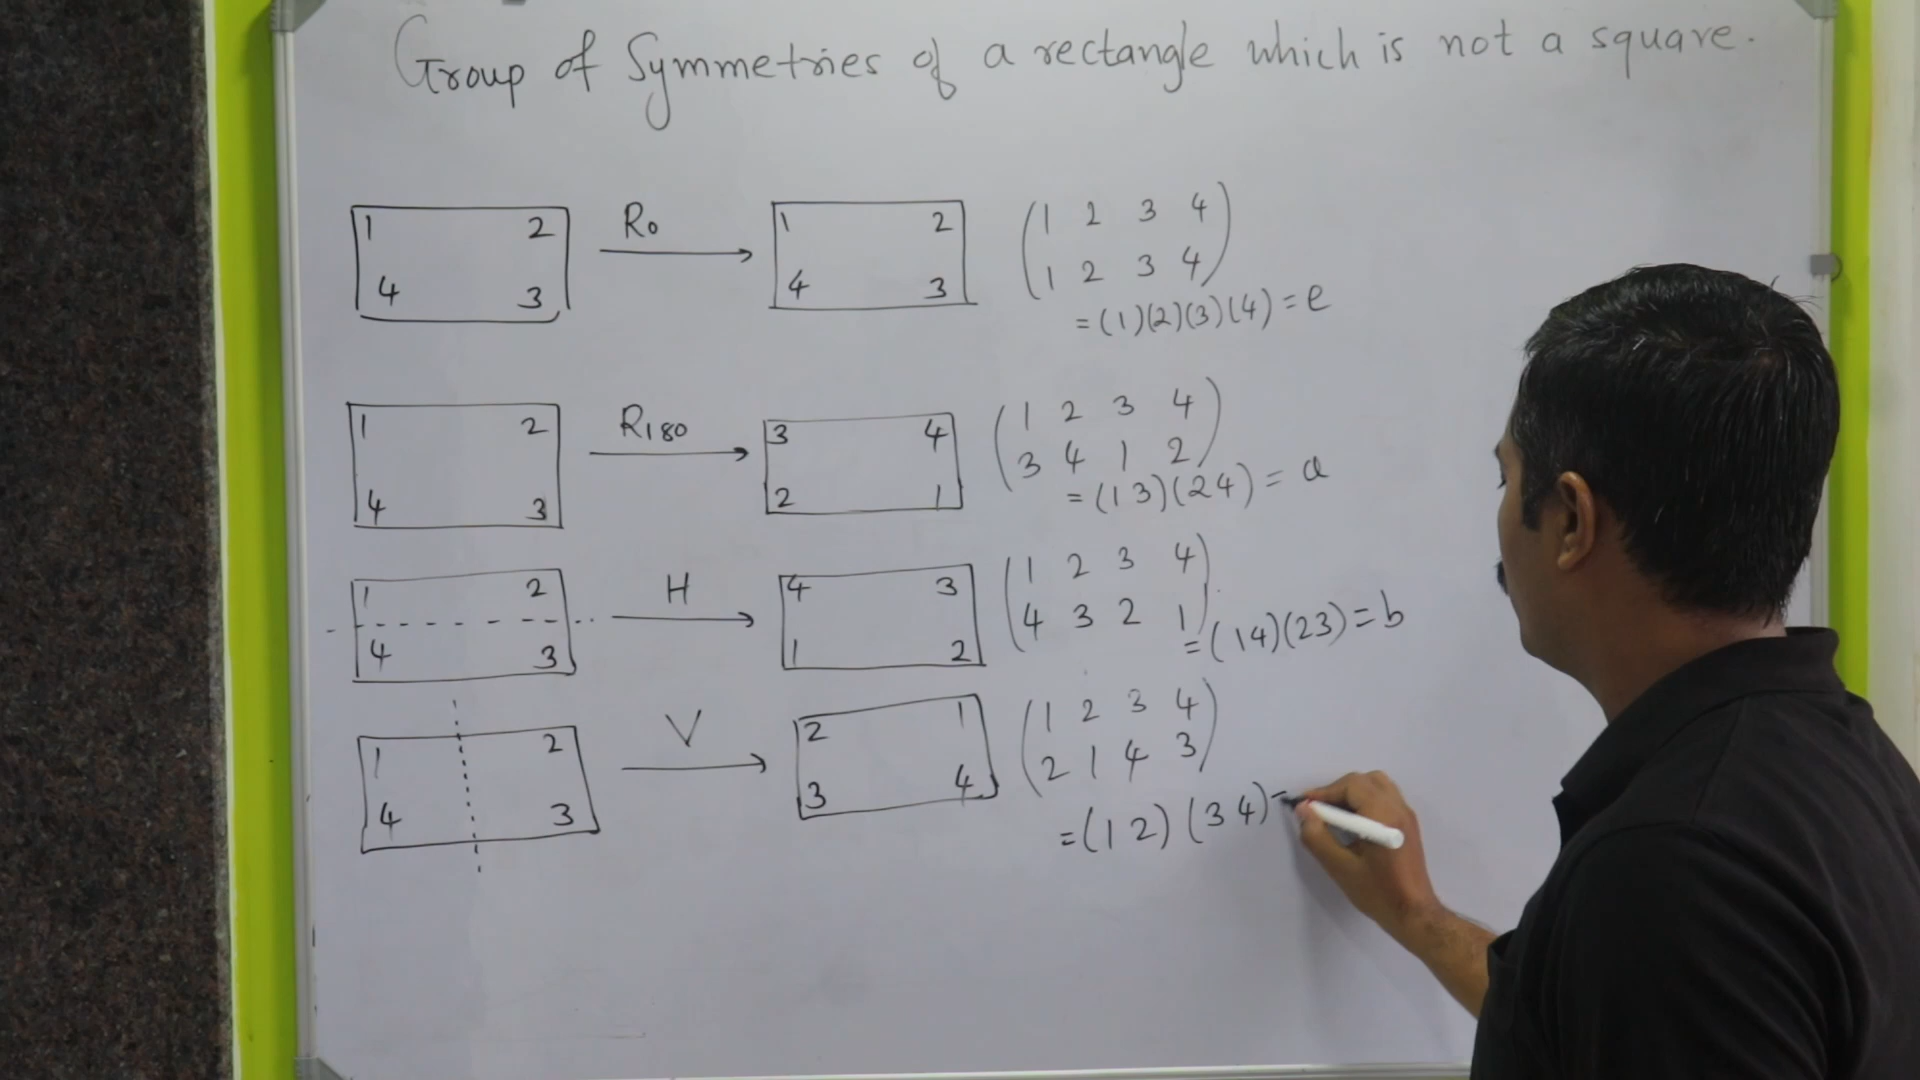 Group of Symmetries of a rectangle which is not a square.
1 2 R0 1 2 (1 2 3 4)
4 3 4 3 (1 2 3 4)
= (1)(2)(3)(4) = e
1 2 R180 3 4 (1 2 3 4)
4 3 2 1 (3 4 1 2)
= (1 3)(2 4) = a
1 2 H 4 3 (1 2 3 4)
4 3 1 2 (4 3 2 1)
= (14)(23) = b
1 2 V 2 1 (1 2 3 4)
4 3 3 4 (2 1 4 3)
= (1 2) (3 4) =